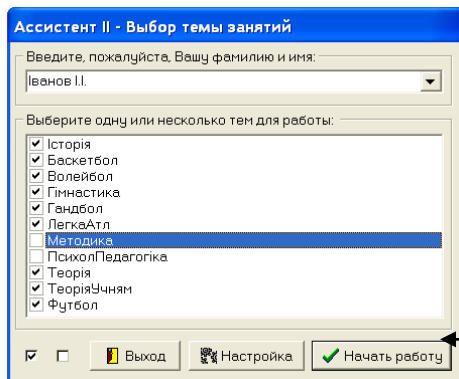 Ассистент II - Выбор темы занятий
Введите, пожалуйста, Вашу фамилию и имя:
Іванов І.І.
Выберите одну или несколько тем для работы:
Історія
Баскетбол
Волейбол
Гімнастика
Гандбол
ЛегкаАтл
Методика
ПсихолПедагогіка
Теорія
ТеоріяУчням
Футбол
Выход Настройка Начать работу